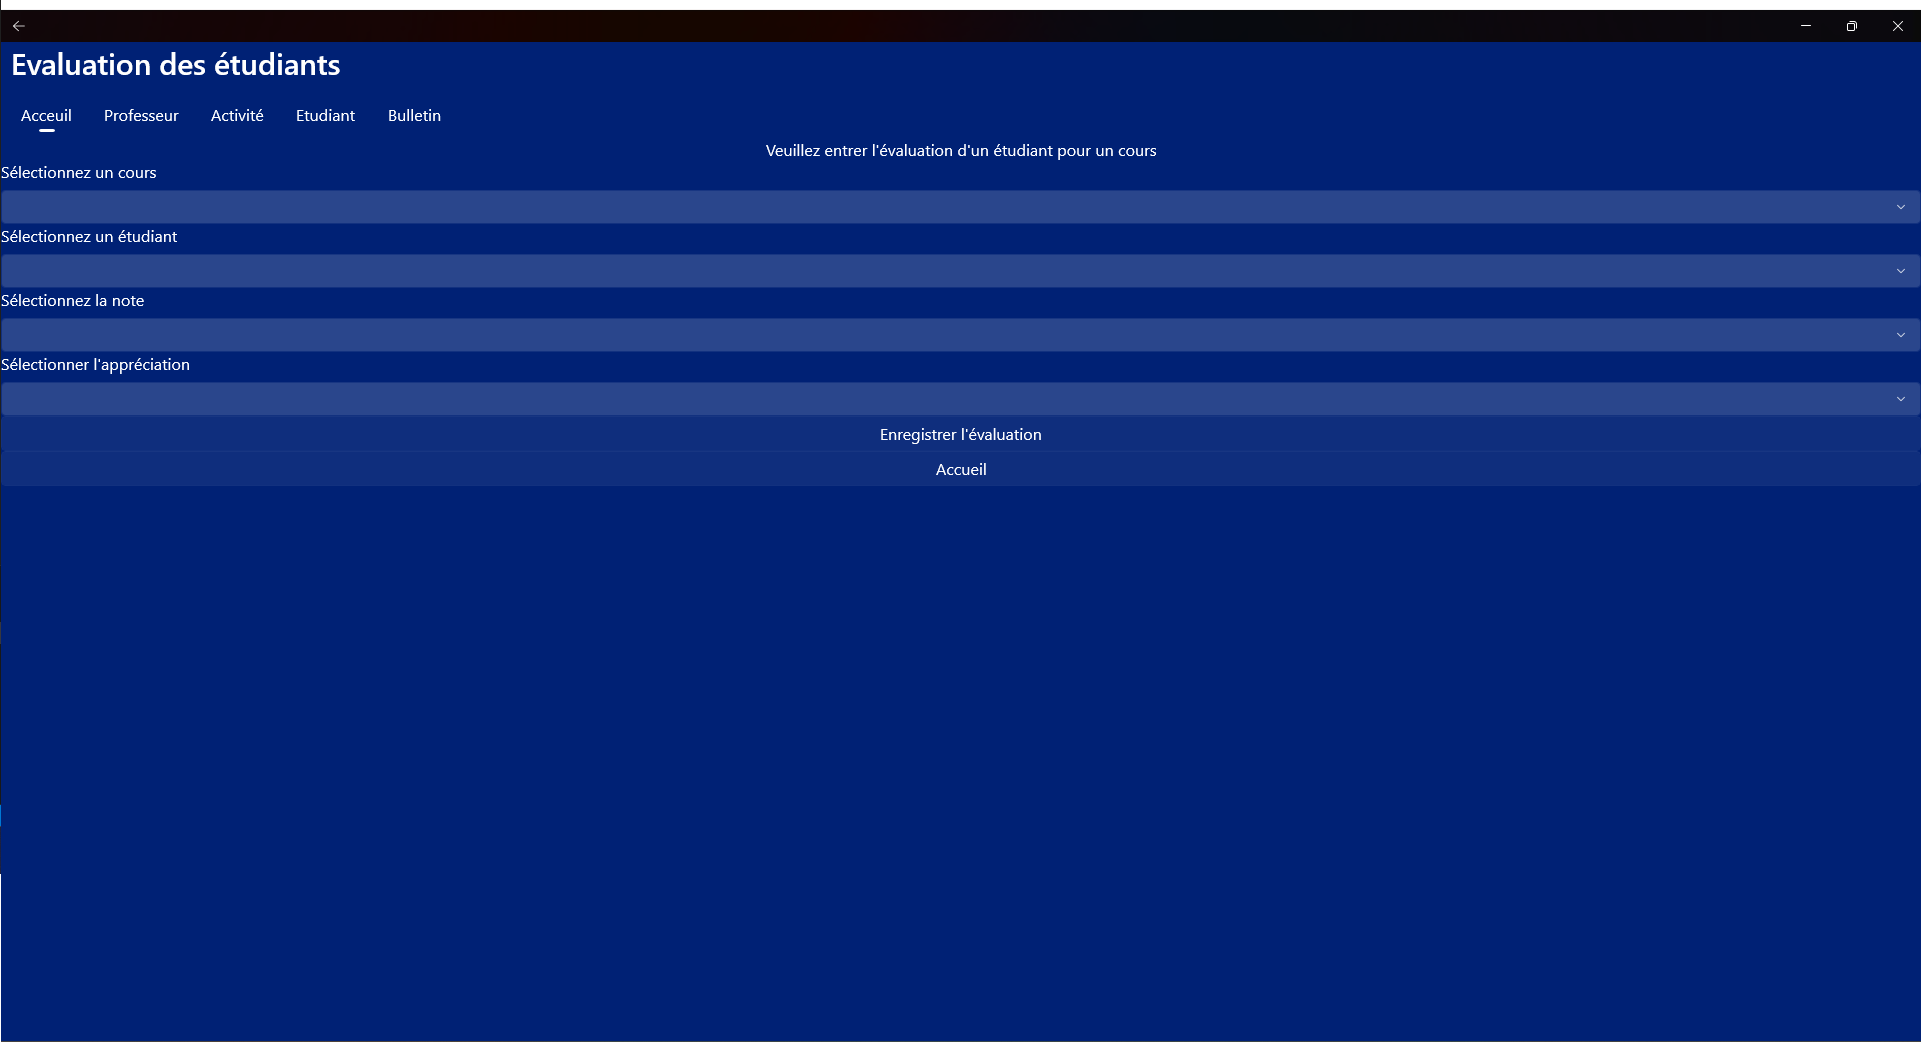 Evaluation des étudiants
Acceuil Professeur Activité Etudiant Bulletin
Veuillez entrer l'évaluation d'un étudiant pour un cours
Sélectionnez un cours
Sélectionnez un étudiant
Sélectionnez la note
Sélectionner l'appréciation
Enregistrer l'évaluation
Accueil